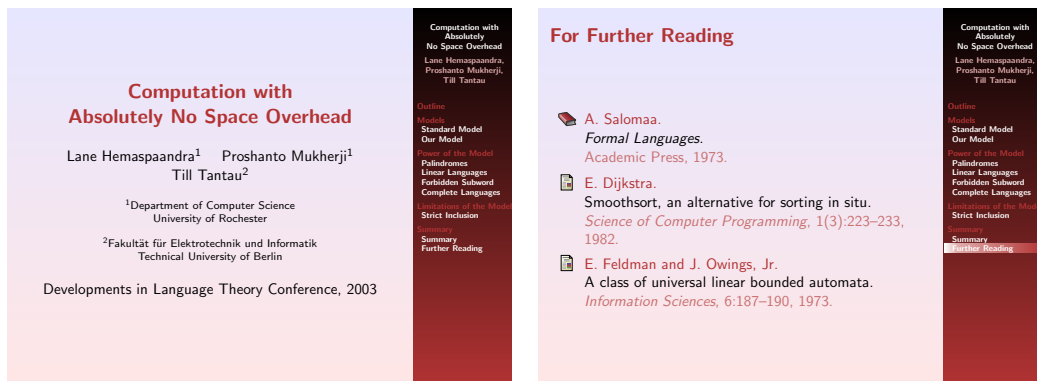 Computation with
Absolutely No Space Overhead
Lane Hemaspaandra¹ Proshanto Mukherji¹
Till Tantau²
¹Department of Computer Science
University of Rochester
²Fakultät für Elektrotechnik und Informatik
Technical University of Berlin
Developments in Language Theory Conference, 2003
Computation with
Absolutely
No Space Overhead
Lane Hemaspaandra,
Proshanto Mukherji,
Till Tantau
Outline
Models
Standard Model
Our Model
Power of the Model
Palindromes
Linear Languages
Forbidden Subword
Complete Languages
Limitations of the Model
Strict Inclusion
Summary
Summary
Further Reading
For Further Reading
A. Salomaa.
Formal Languages.
Academic Press, 1973.
E. Dijkstra.
Smoothsort, an alternative for sorting in situ.
Science of Computer Programming, 1(3):223–233,
1982.
E. Feldman and J. Owings, Jr.
A class of universal linear bounded automata.
Information Sciences, 6:187–190, 1973.
Computation with
Absolutely
No Space Overhead
Lane Hemaspaandra,
Proshanto Mukherji,
Till Tantau
Outline
Models
Standard Model
Our Model
Power of the Model
Palindromes
Linear Languages
Forbidden Subword
Complete Languages
Limitations of the Mod
Strict Inclusion
Summary
Summary
Further Reading